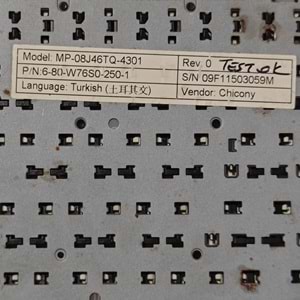 Model: MP-08J46TQ-4301
Rev. 0 TEST OK
P/N:6-80-W76S0-250-1
S/N 09F11503059M
Language: Turkish (土耳其文)
Vendor: Chicony